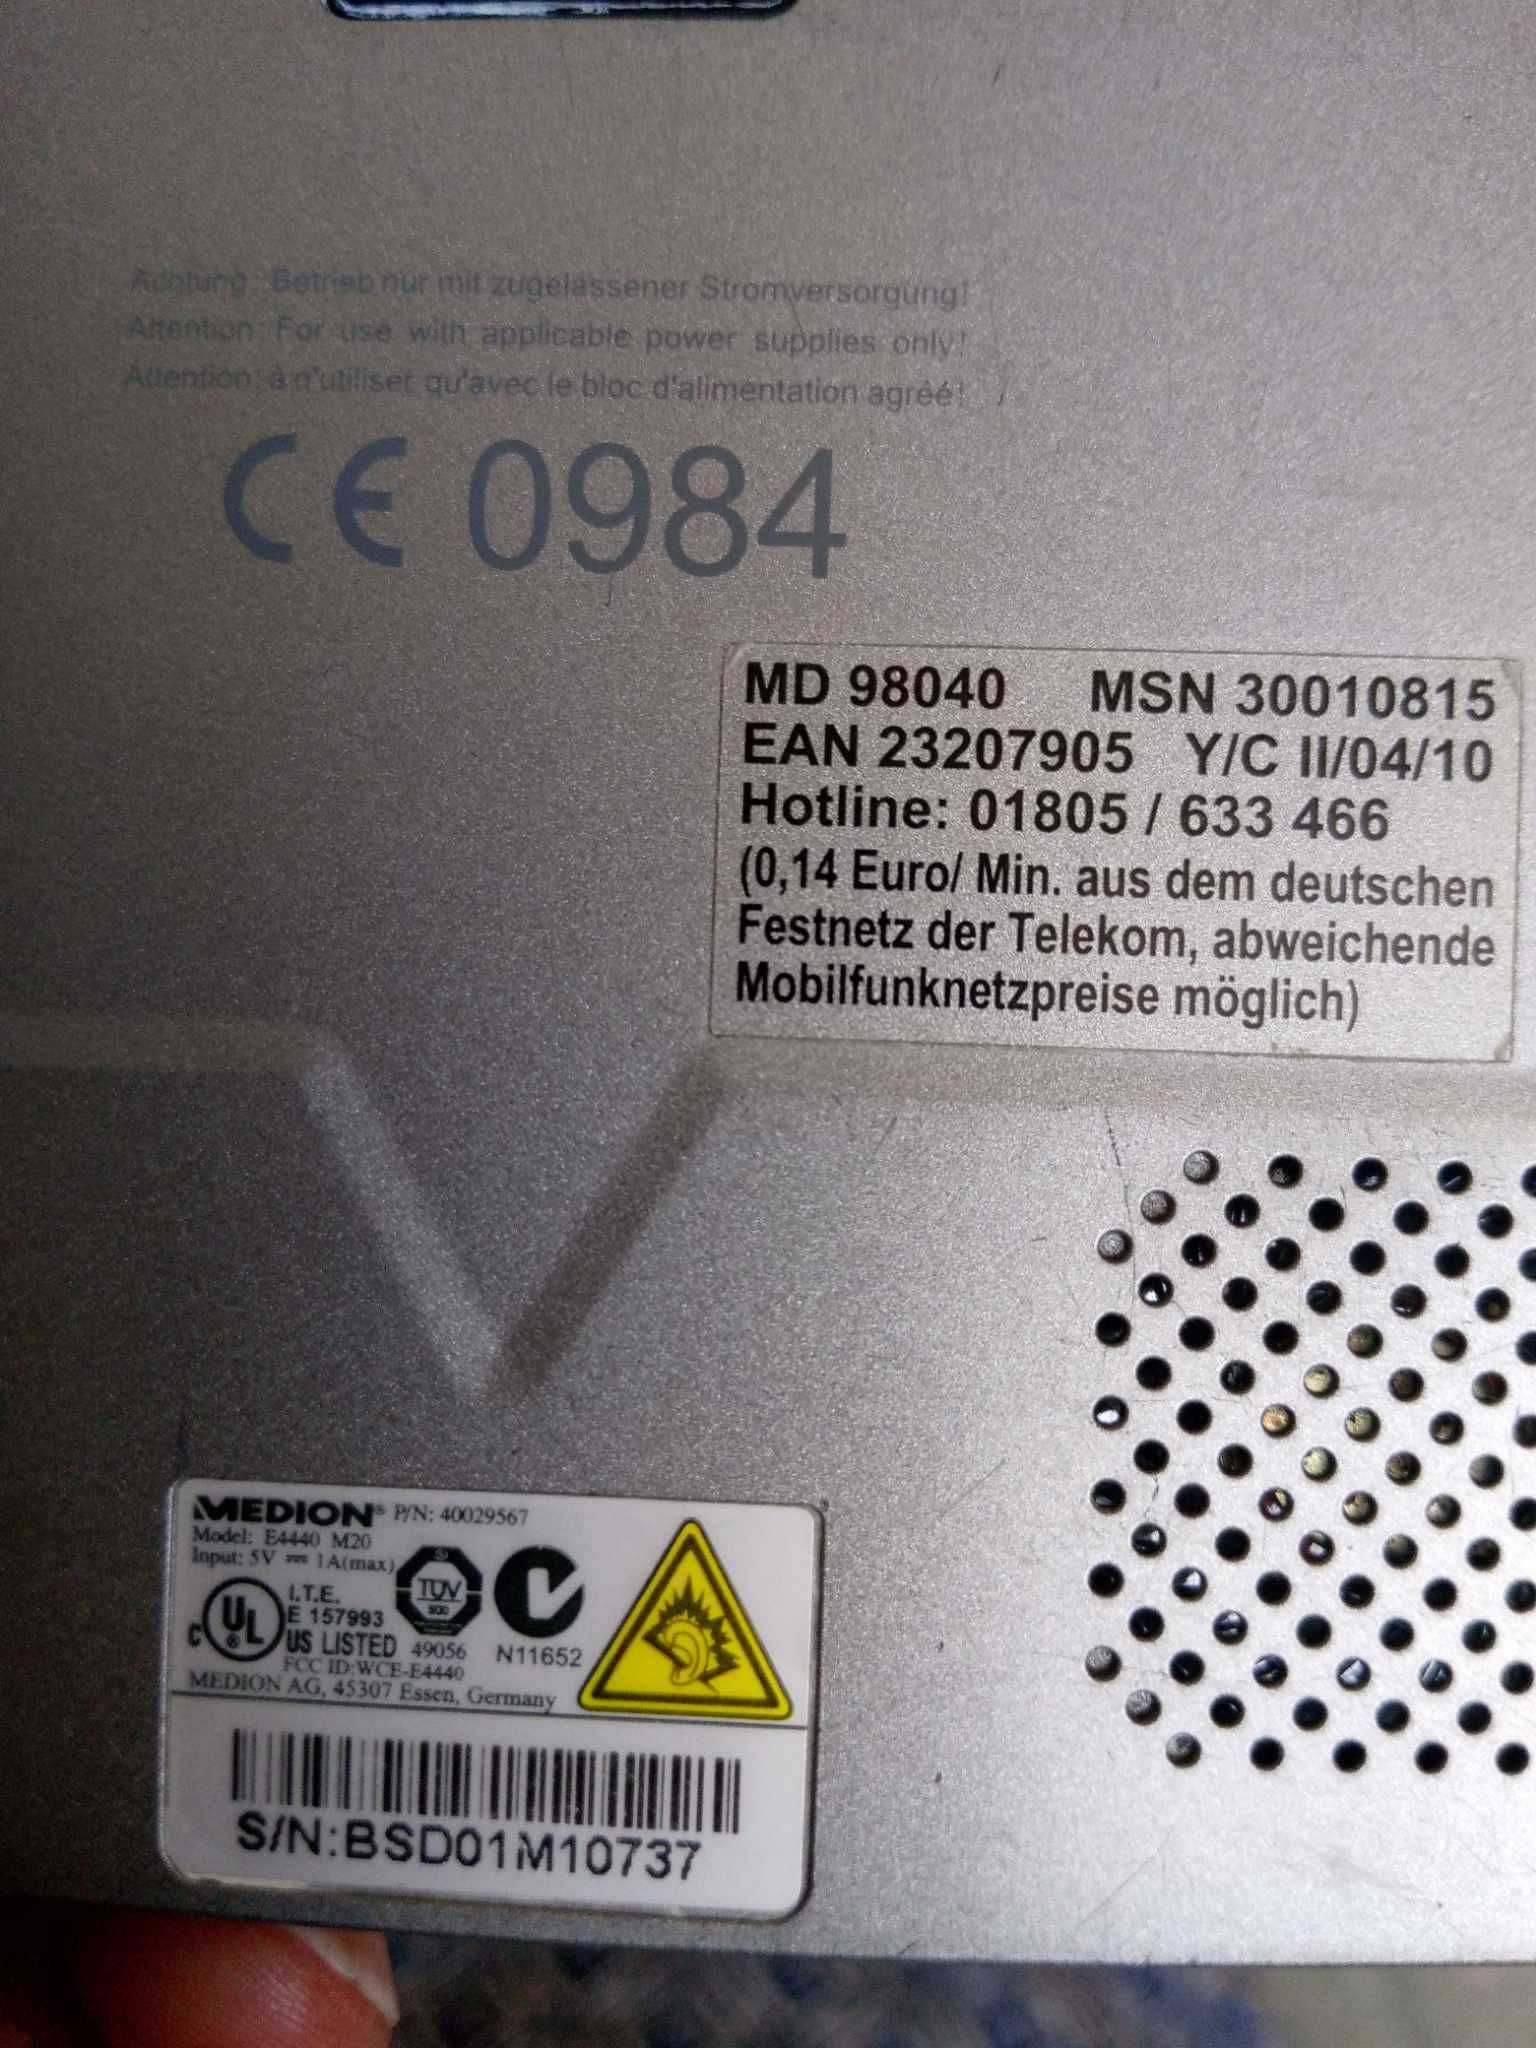 Achtung : Betrieb nur mit zugelassener Stromversorgung!
Attention: For use with applicable power supplies only!
Attention: à n'utiliser qu'avec le bloc d'alimentation agréé!
CE 0984
MD 98040 MSN 30010815
EAN 23207905 Y/C II/04/10
Hotline: 01805 / 633 466
(0,14 Euro/ Min. aus dem deutschen
Festnetz der Telekom, abweichende
Mobilfunknetzpreise möglich)
MEDION® P/N: 40029567
Model: E4440 M20
Input: 5V ⎓ 1A(max)
C UL ® I.T.E.
E 157993
US LISTED
TÜV
49056
N11652
FCC ID:WCE-E4440
MEDION AG, 45307 Essen, Germany
S/N:BSD01M10737